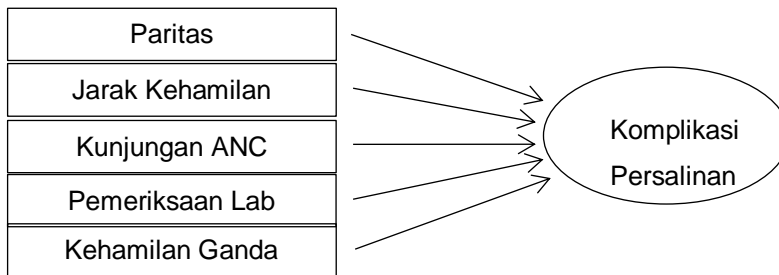 Paritas
Jarak Kehamilan
Kunjungan ANC
Pemeriksaan Lab
Kehamilan Ganda
Komplikasi
Persalinan